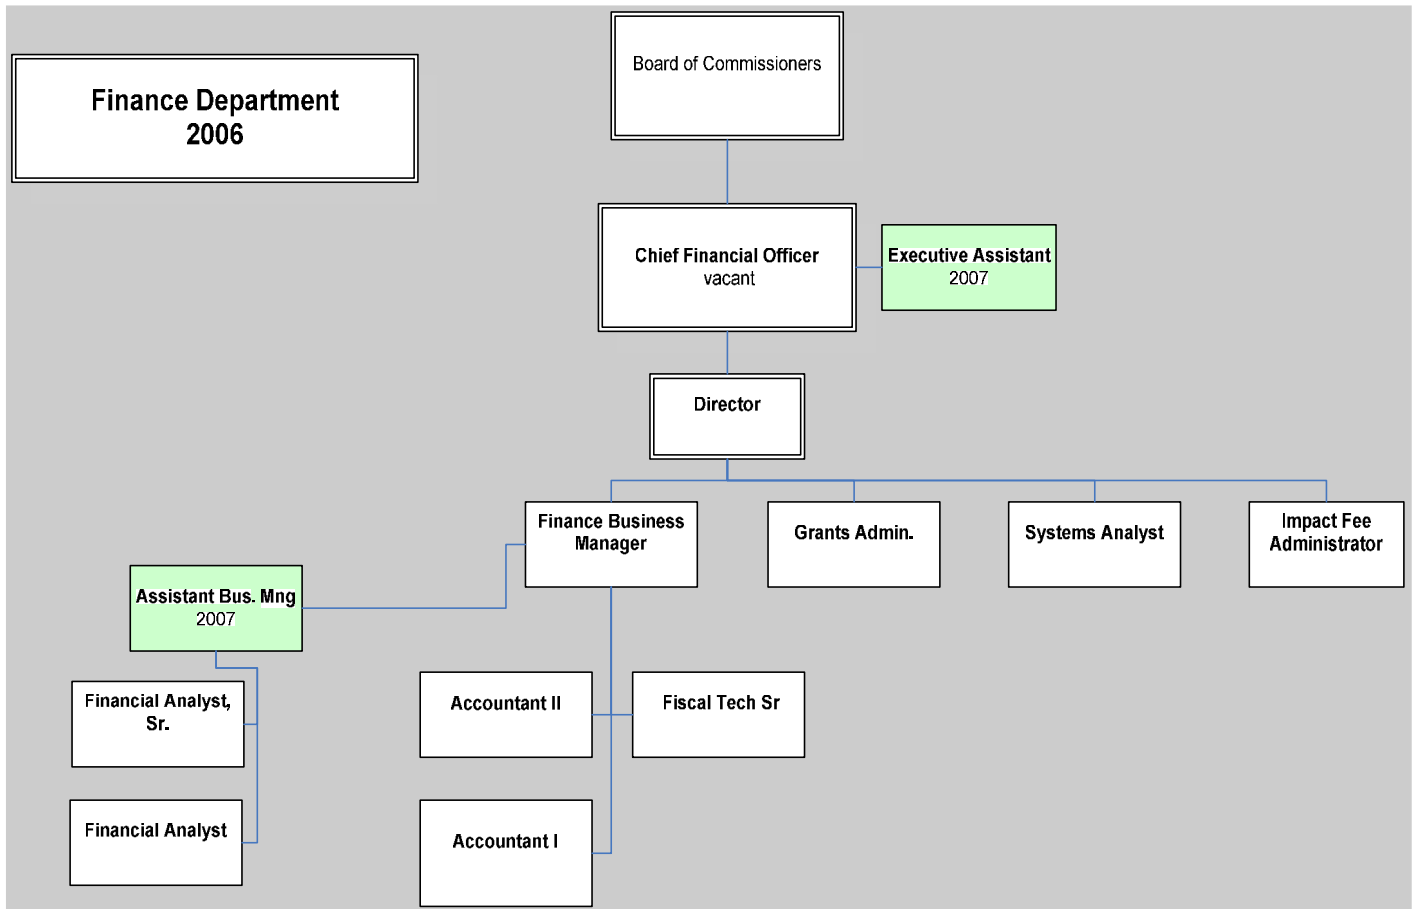 Board of Commissioners
Finance Department
2006
Chief Financial Officer
vacant
Executive Assistant
2007
Director
Finance Business
Manager
Grants Admin.
Systems Analyst
Impact Fee
Administrator
Assistant Bus. Mng
2007
Financial Analyst,
Sr.
Accountant II
Fiscal Tech Sr
Financial Analyst
Accountant I